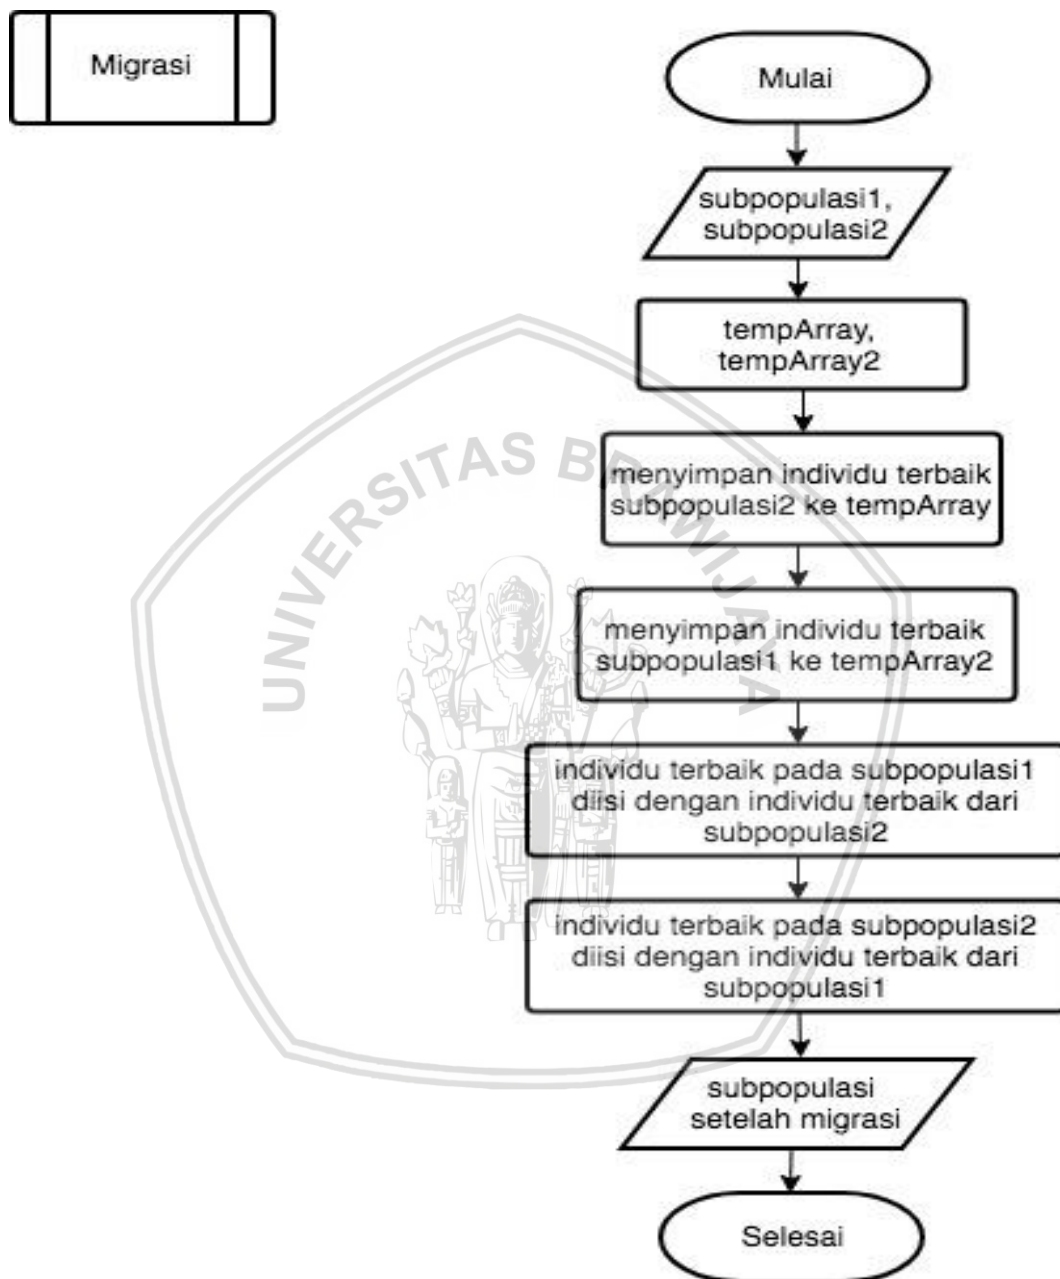 Migrasi
Mulai
subpopulasi1,
subpopulasi2
tempArray,
tempArray2
menyimpan individu terbaik
subpopulasi2 ke tempArray
menyimpan individu terbaik
subpopulasi1 ke tempArray2
individu terbaik pada subpopulasi1
diisi dengan individu terbaik dari
subpopulasi2
individu terbaik pada subpopulasi2
diisi dengan individu terbaik dari
subpopulasi1
subpopulasi
setelah migrasi
Selesai
UNIVERSITAS BRAWIJAYA